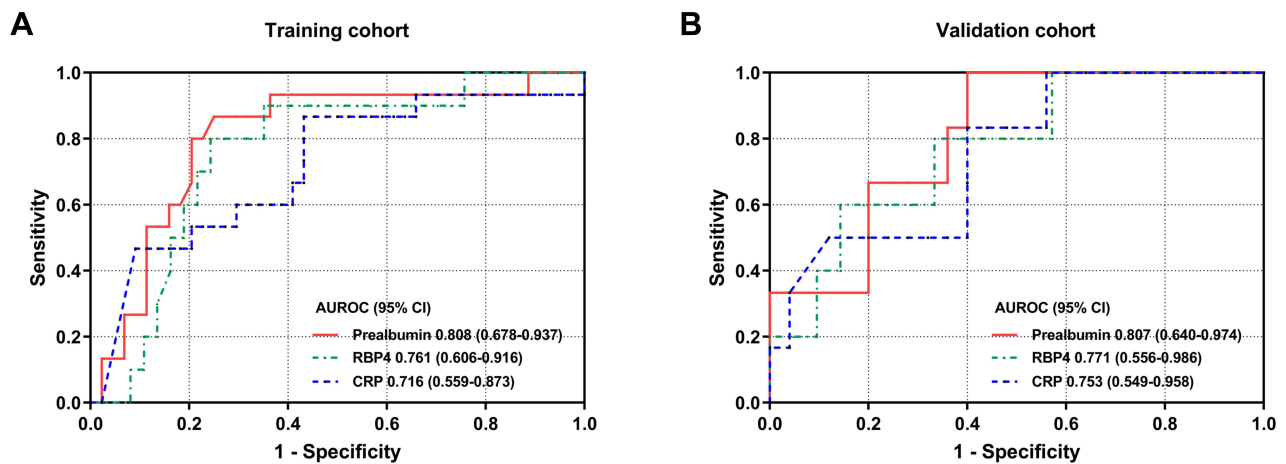 A
Training cohort
Sensitivity
1.0
0.8
0.6
0.4
0.2
0.0
AUROC (95% CI)
Prealbumin 0.808 (0.678-0.937)
RBP4 0.761 (0.606-0.916)
CRP 0.716 (0.559-0.873)
0.0 0.2 0.4 0.6 0.8 1.0
1 - Specificity
B
Validation cohort
Sensitivity
1.0
0.8
0.6
0.4
0.2
0.0
AUROC (95% CI)
Prealbumin 0.807 (0.640-0.974)
RBP4 0.771 (0.556-0.986)
CRP 0.753 (0.549-0.958)
0.0 0.2 0.4 0.6 0.8 1.0
1 - Specificity